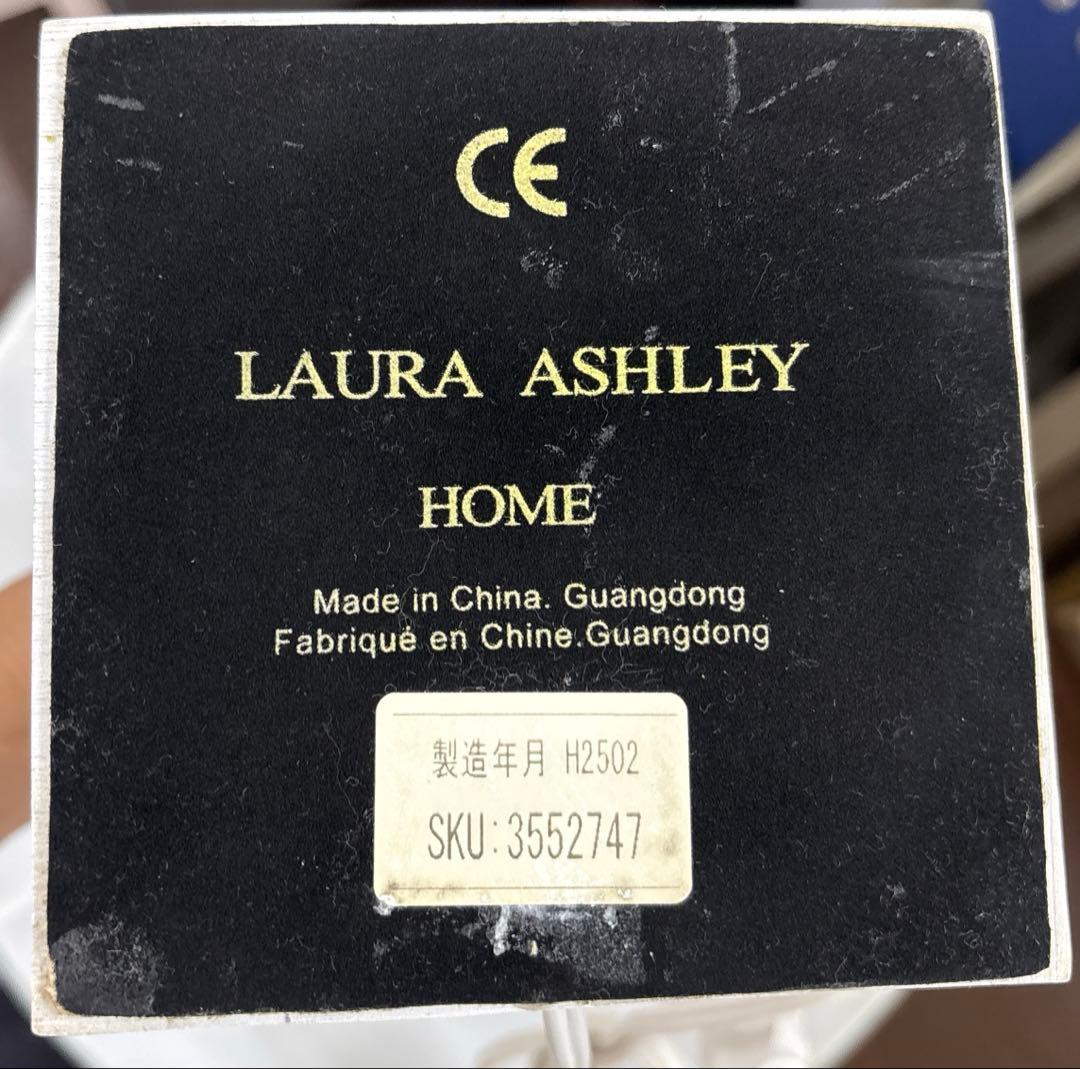 CE
LAURA ASHLEY
HOME
Made in China. Guangdong
Fabriqué en Chine.Guangdong
製造年月 H2502
SKU:3552747